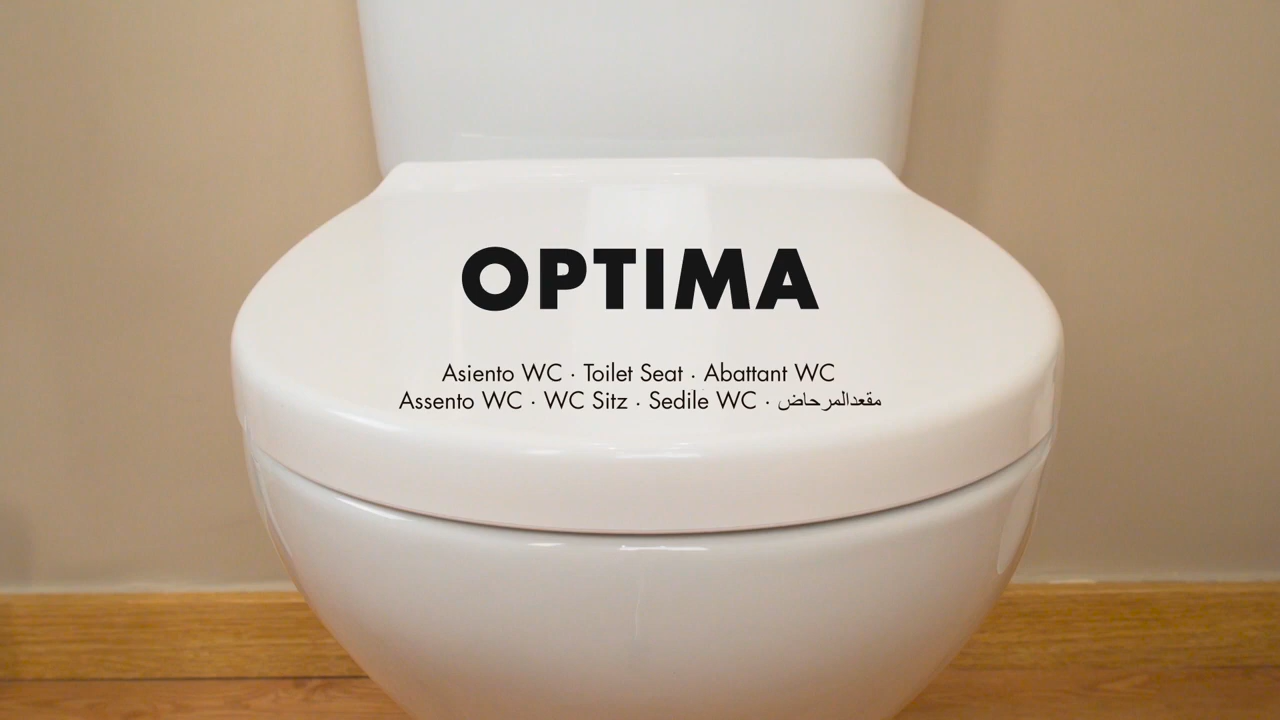 OPTIMA
Asiento WC · Toilet Seat · Abattant WC
Assento WC · WC Sitz · Sedile WC · مقعدالمرحاض